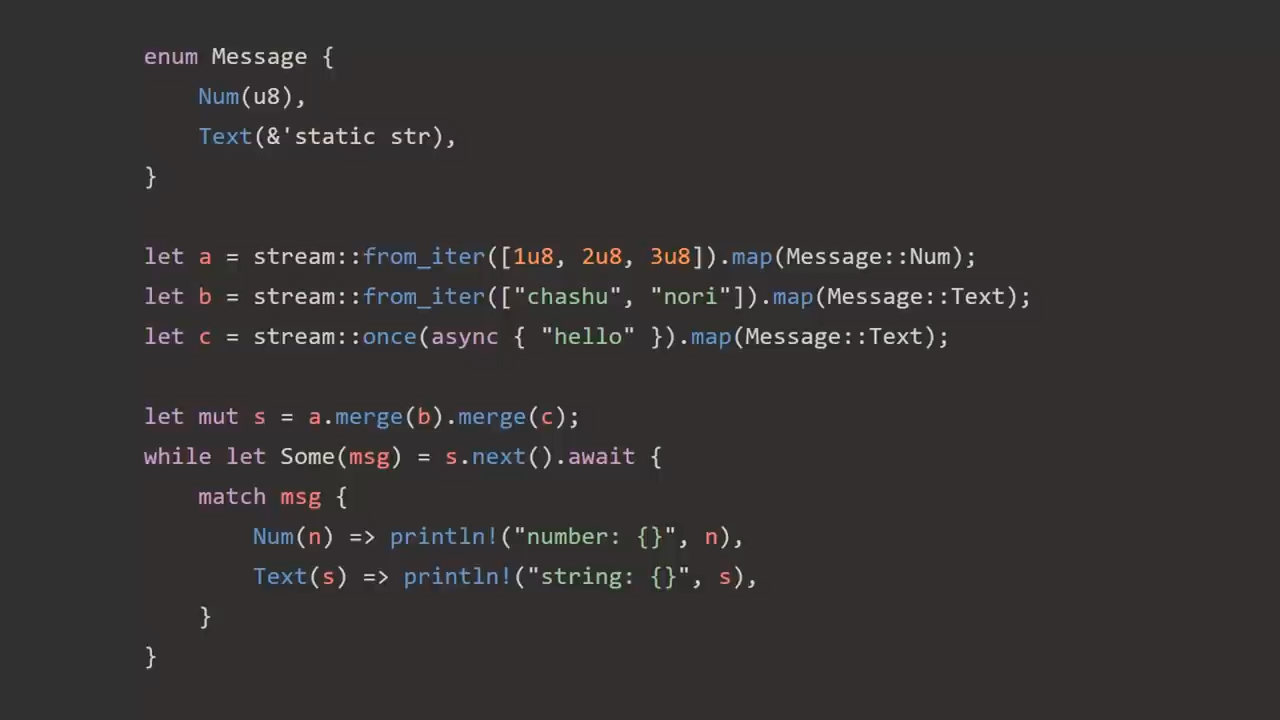 enum Message {
    Num(u8),
    Text(&'static str),
}

let a = stream::from_iter([1u8, 2u8, 3u8]).map(Message::Num);
let b = stream::from_iter(["chashu", "nori"]).map(Message::Text);
let c = stream::once(async { "hello" }).map(Message::Text);

let mut s = a.merge(b).merge(c);
while let Some(msg) = s.next().await {
    match msg {
        Num(n) => println!("number: {}", n),
        Text(s) => println!("string: {}", s),
    }
}